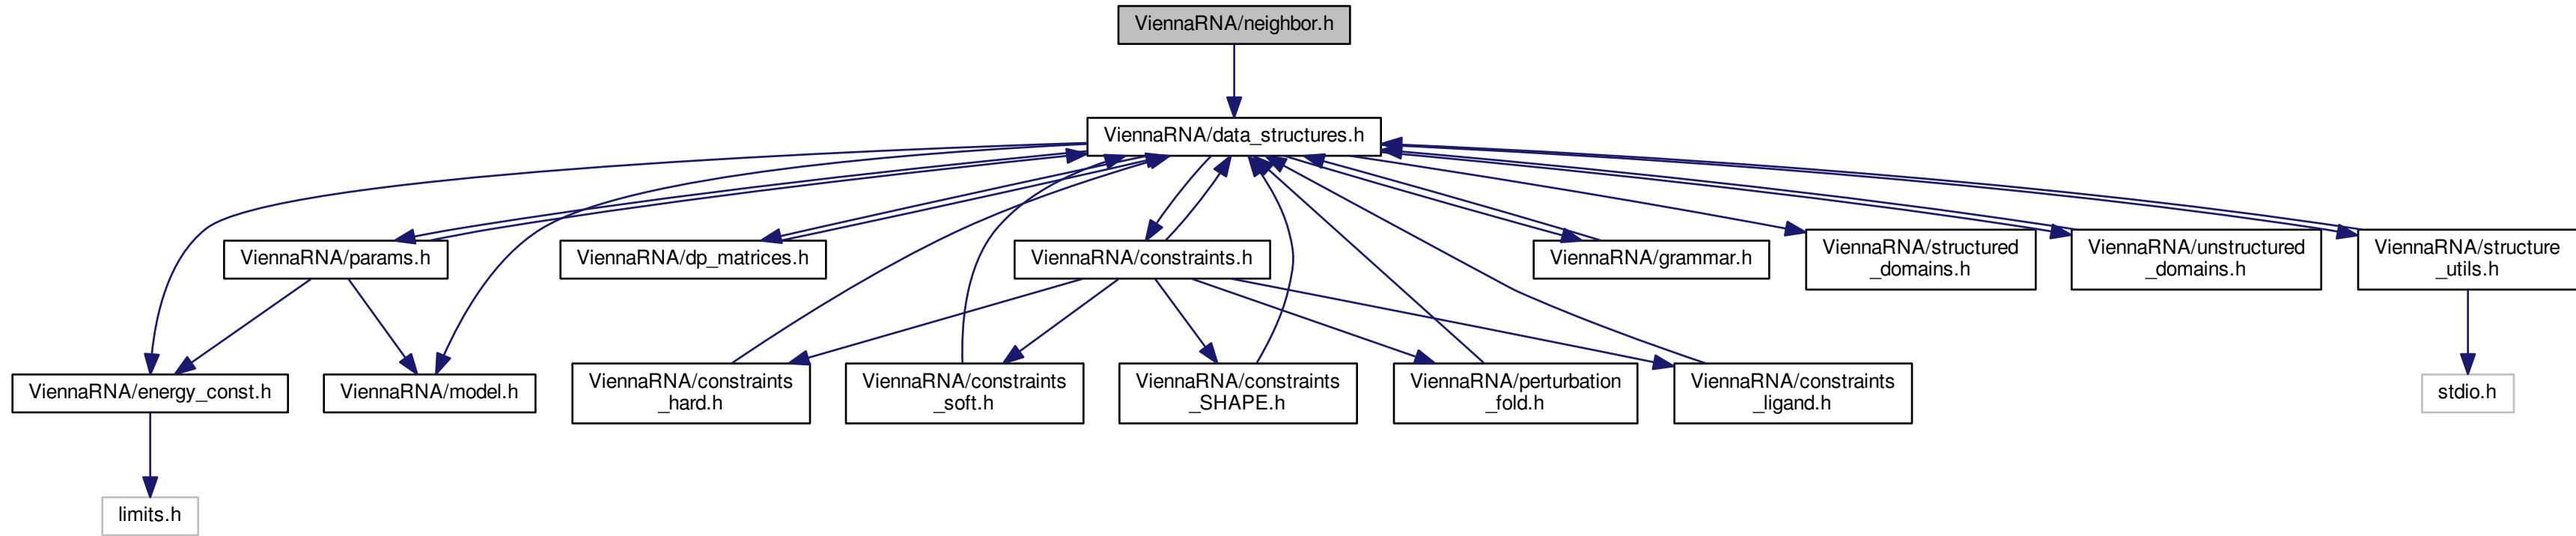 ViennaRNA/neighbor.h
ViennaRNA/data_structures.h
ViennaRNA/params.h
ViennaRNA/dp_matrices.h
ViennaRNA/constraints.h
ViennaRNA/grammar.h
ViennaRNA/structured
_domains.h
ViennaRNA/unstructured
_domains.h
ViennaRNA/structure
_utils.h
ViennaRNA/energy_const.h
ViennaRNA/model.h
ViennaRNA/constraints
_hard.h
ViennaRNA/constraints
_soft.h
ViennaRNA/constraints
_SHAPE.h
ViennaRNA/perturbation
_fold.h
ViennaRNA/constraints
_ligand.h
stdio.h
limits.h